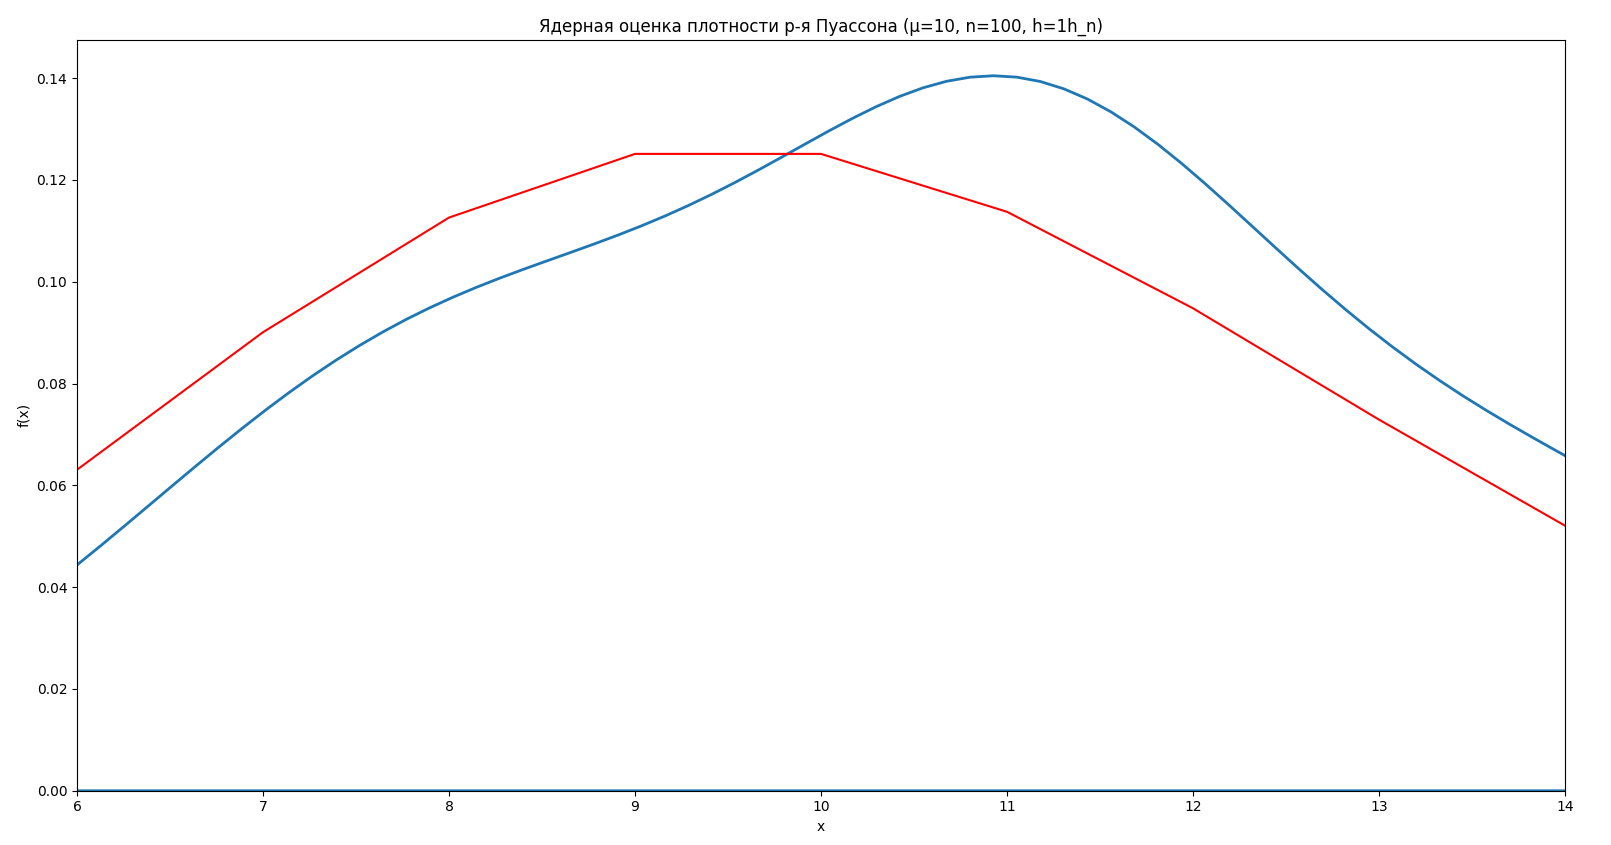 Ядерная оценка плотности р-я Пуассона (μ=10, n=100, h=1h_n)
f(x)
0.14
0.12
0.10
0.08
0.06
0.04
0.02
0.00
6 7 8 9 10 11 12 13 14
x